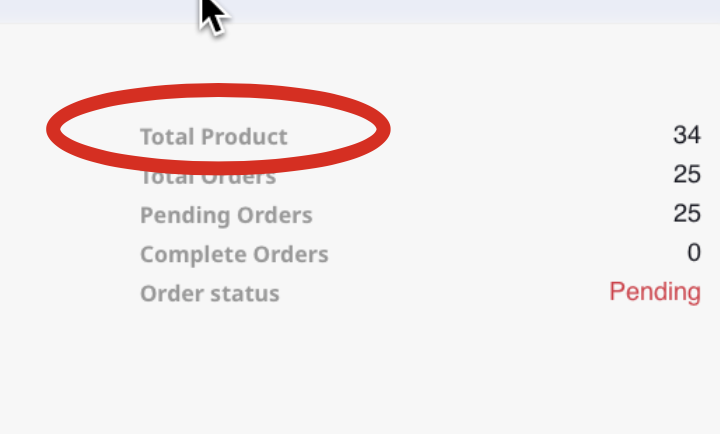 Total Product 34
Total Orders 25
Pending Orders 25
Complete Orders 0
Order status Pending